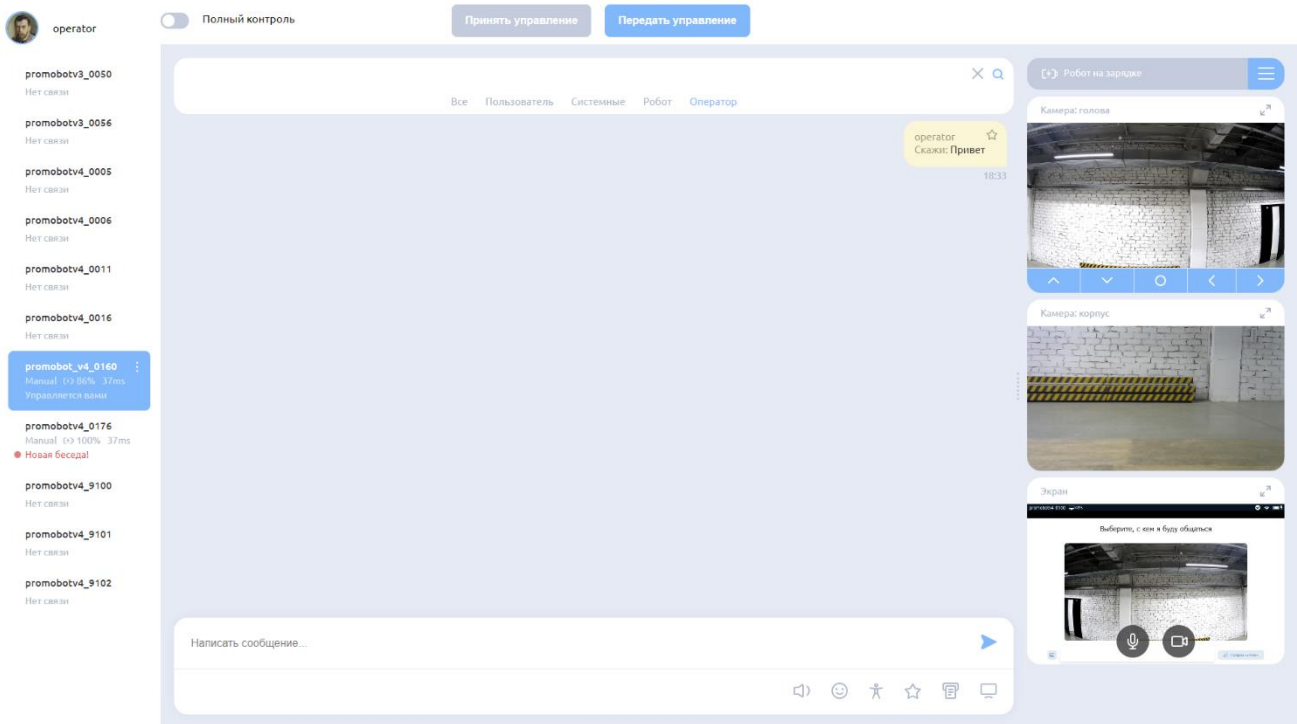 operator
Полный контроль
Принять управление
Передать управление
promobotv3_0050
Нет связи
promobotv3_0056
Нет связи
promobotv4_0005
Нет связи
promobotv4_0006
Нет связи
promobotv4_0011
Нет связи
promobotv4_0016
Нет связи
promobot_v4_0160
Manual 86% 37ms
Управляется вами
promobotv4_0176
Manual 100% 37ms
Новая беседа!
promobotv4_9100
Нет связи
promobotv4_9101
Нет связи
promobotv4_9102
Нет связи
Все Пользователь Системные Робот Оператор
operator
Скажи: Привет
18:33
Написать сообщение...
Робот на зарядке
Камера: голова
Камера: корпус
Экран
Выберите, с кем я буду общаться